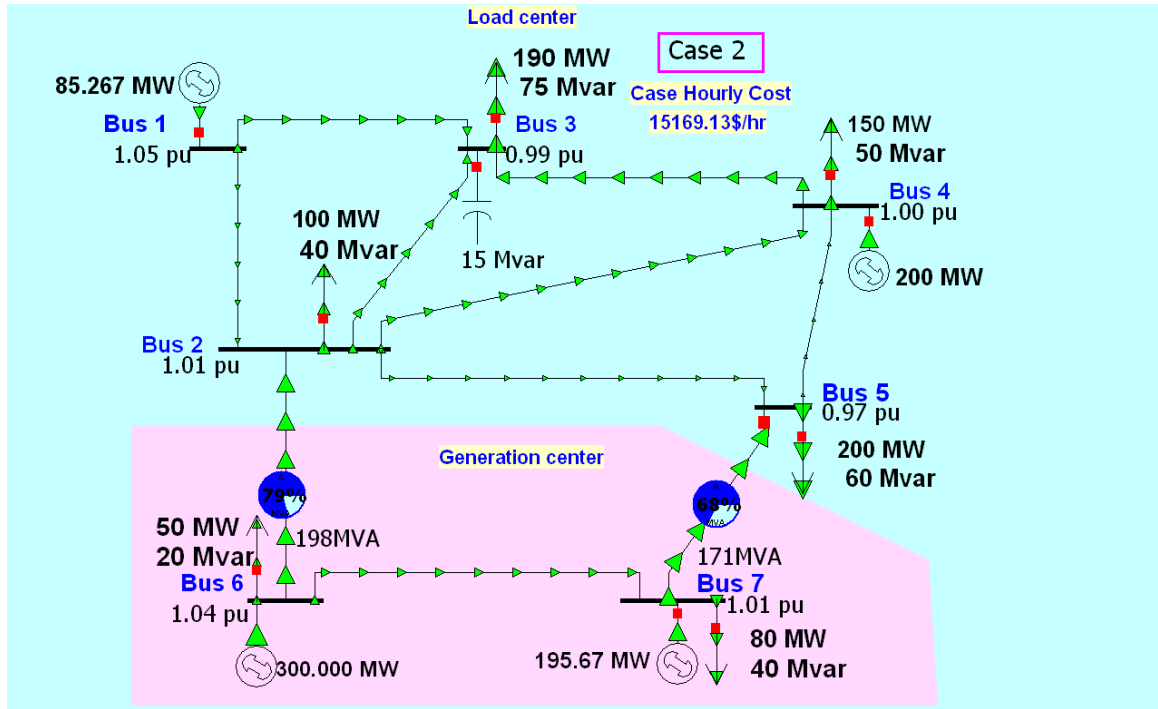 Load center
Case 2
190 MW
75 Mvar
85.267 MW
Case Hourly Cost
15169.13$/hr
Bus 1
1.05 pu
Bus 3
0.99 pu
150 MW
50 Mvar
Bus 4
1.00 pu
100 MW
40 Mvar
15 Mvar
200 MW
Bus 2
1.01 pu
Bus 5
0.97 pu
200 MW
60 Mvar
Generation center
A
79%
MVA
A
68%
MVA
50 MW
20 Mvar
198MVA
171MVA
Bus 6
1.04 pu
Bus 7
1.01 pu
80 MW
40 Mvar
300.000 MW
195.67 MW